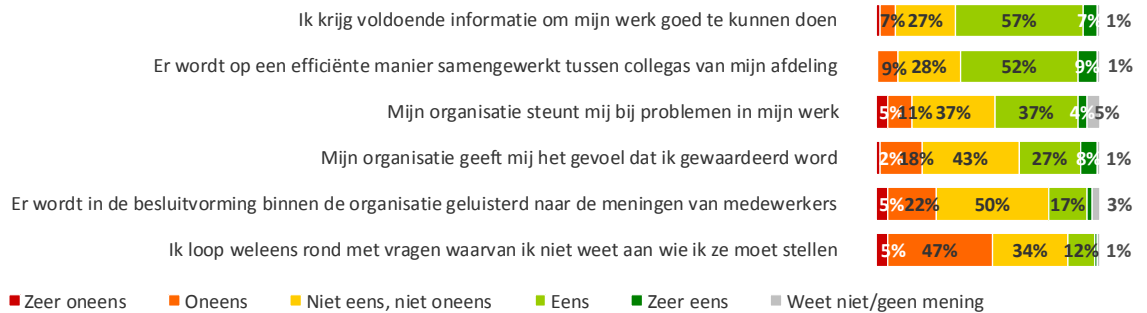 Ik krijg voldoende informatie om mijn werk goed te kunnen doen 7% 27% 57% 7% 1%
Er wordt op een efficiënte manier samengewerkt tussen collegas van mijn afdeling 9% 28% 52% 9% 1%
Mijn organisatie steunt mij bij problemen in mijn werk 5% 11% 37% 37% 4% 5%
Mijn organisatie geeft mij het gevoel dat ik gewaardeerd word 2% 18% 43% 27% 8% 1%
Er wordt in de besluitvorming binnen de organisatie geluisterd naar de meningen van medewerkers 5% 22% 50% 17% 3%
Ik loop weleens rond met vragen waarvan ik niet weet aan wie ik ze moet stellen 5% 47% 34% 12% 1%
Zeer oneens Oneens Niet eens, niet oneens Eens Zeer eens Weet niet/geen mening